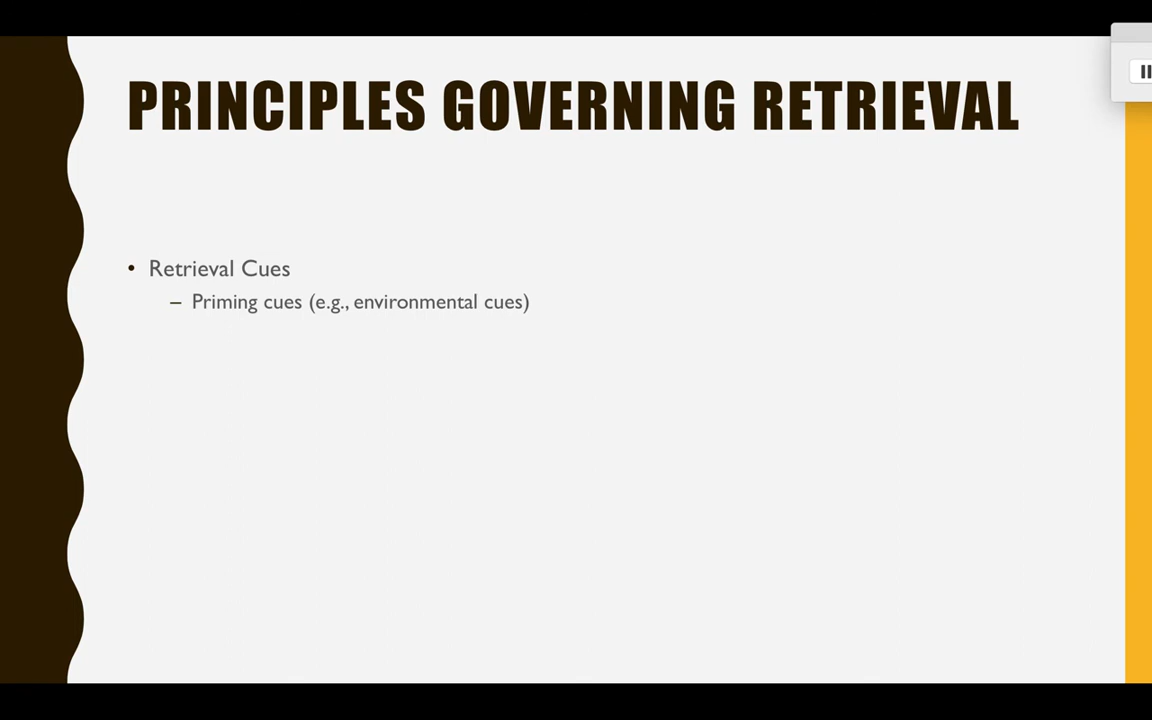 PRINCIPLES GOVERNING RETRIEVAL
• Retrieval Cues
– Priming cues (e.g., environmental cues)